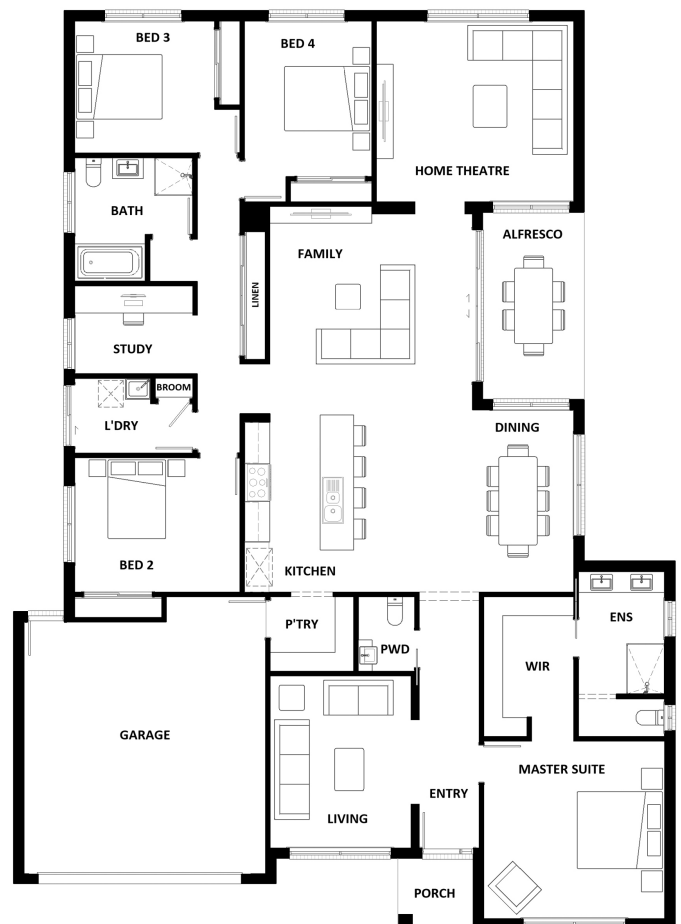 BED 3
BED 4
HOME THEATRE
BATH
ALFRESCO
FAMILY
LINEN
STUDY
BROOM
L'DRY
DINING
BED 2
KITCHEN
P'TRY
PWD
ENS
WIR
GARAGE
MASTER SUITE
ENTRY
LIVING
PORCH